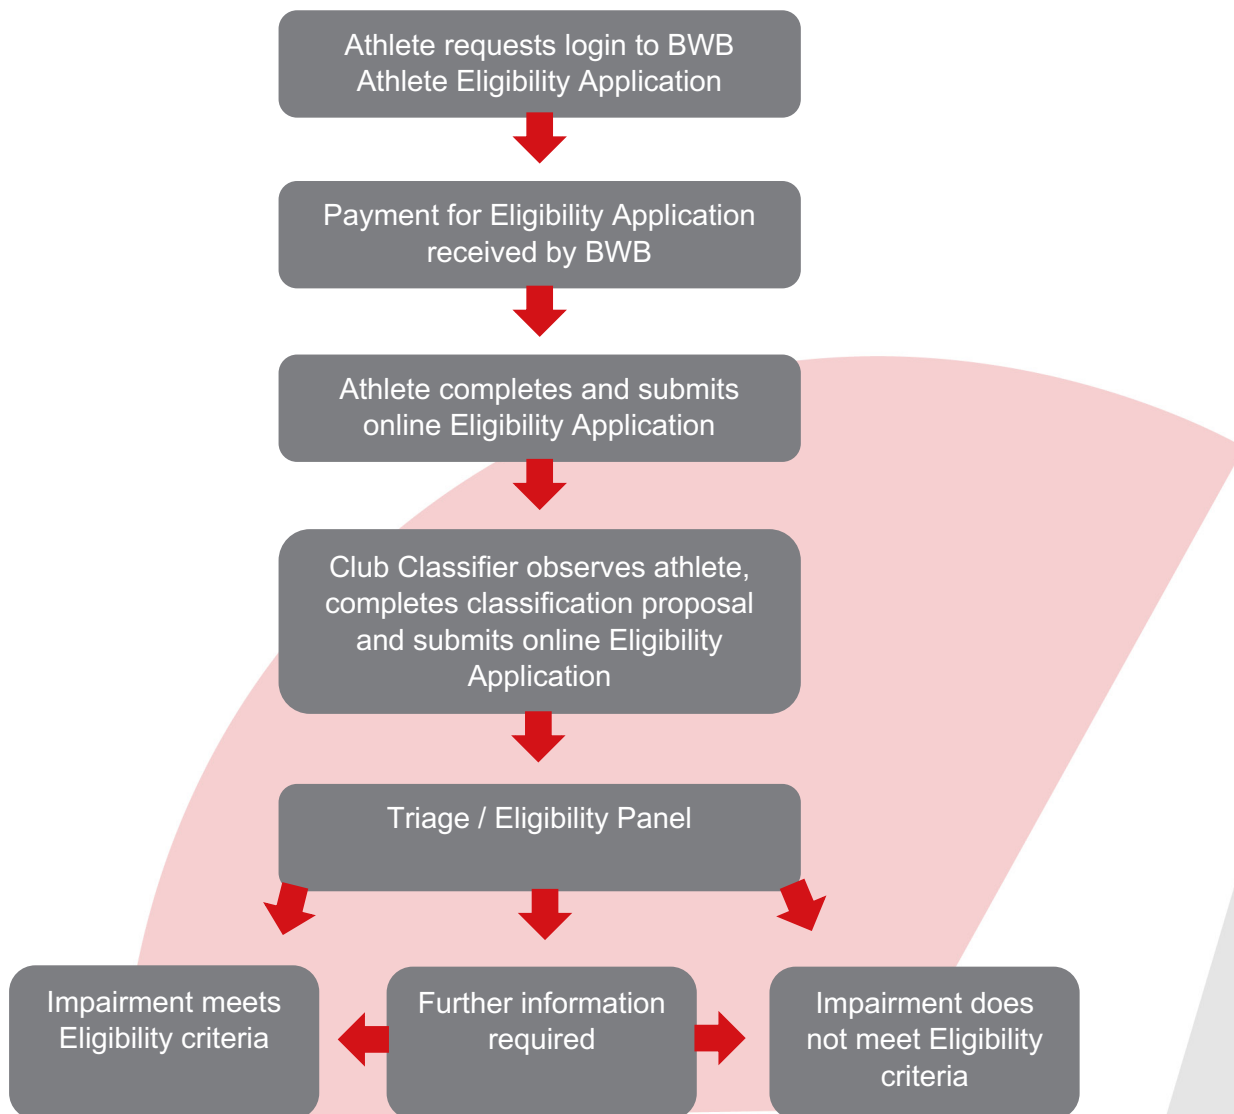 Athlete requests login to BWB
Athlete Eligibility Application
Payment for Eligibility Application
received by BWB
Athlete completes and submits
online Eligibility Application
Club Classifier observes athlete,
completes classification proposal
and submits online Eligibility
Application
Triage / Eligibility Panel
Impairment meets
Eligibility criteria
Further information
required
Impairment does
not meet Eligibility
criteria